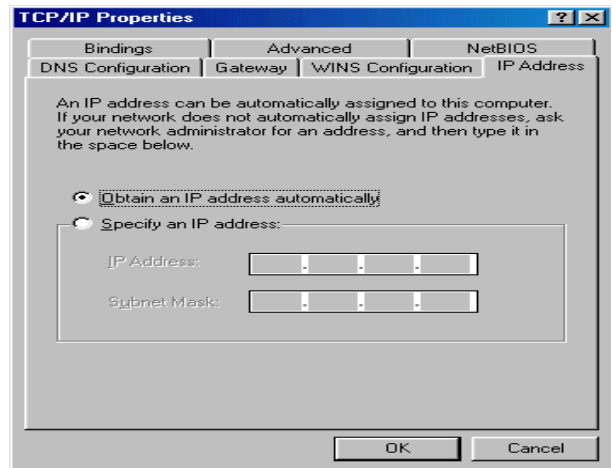 TCP/IP Properties
Bindings Advanced NetBIOS
DNS Configuration Gateway WINS Configuration IP Address
An IP address can be automatically assigned to this computer.
If your network does not automatically assign IP addresses, ask
your network administrator for an address, and then type it in
the space below.
Obtain an IP address automatically
Specify an IP address:
IP Address:
. . .
Subnet Mask:
. . .
OK Cancel